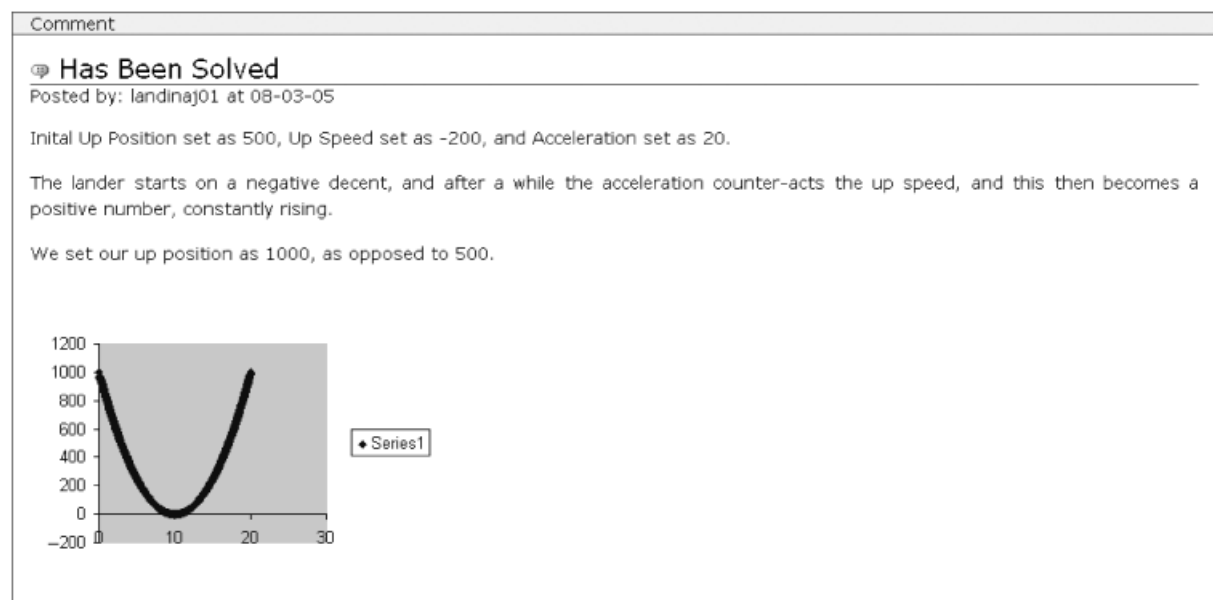 Comment
Has Been Solved
Posted by: landinaj01 at 08-03-05
Inital Up Position set as 500, Up Speed set as -200, and Acceleration set as 20.
The lander starts on a negative decent, and after a while the acceleration counter-acts the up speed, and this then becomes a
positive number, constantly rising.
We set our up position as 1000, as opposed to 500.
1200
1000
800
600
400
200
0
-200
0 10 20 30
Series1